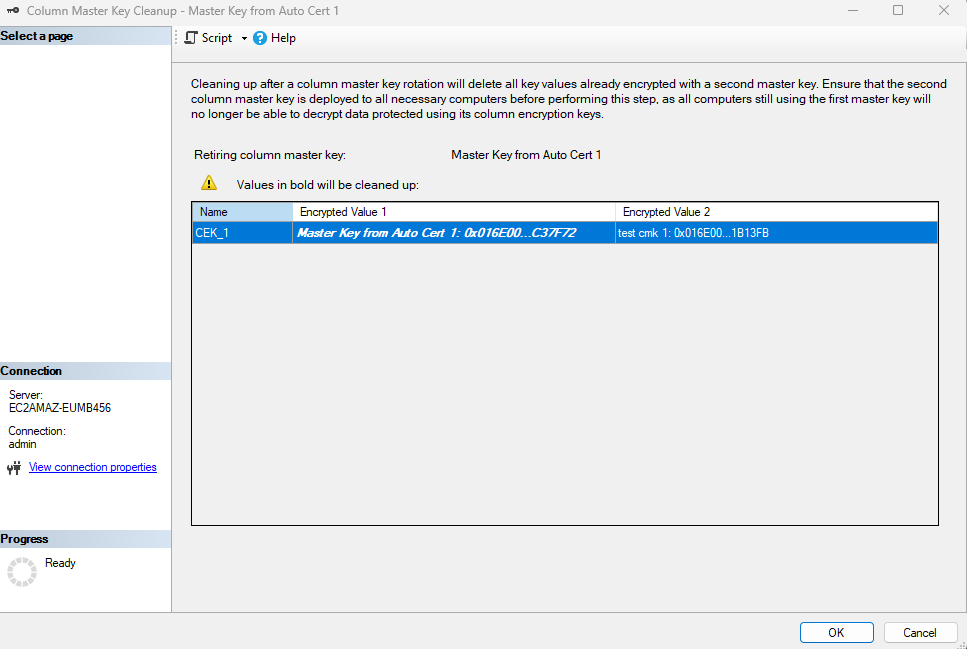 Column Master Key Cleanup - Master Key from Auto Cert 1
Select a page
Script
Help
Cleaning up after a column master key rotation will delete all key values already encrypted with a second master key. Ensure that the second
column master key is deployed to all necessary computers before performing this step, as all computers still using the first master key will
no longer be able to decrypt data protected using its column encryption keys.
Retiring column master key: Master Key from Auto Cert 1
Values in bold will be cleaned up:
Name Encrypted Value 1 Encrypted Value 2
CEK_1 Master Key from Auto Cert 1: 0x016E00...C37F72 test cmk 1: 0x016E00...1B13FB
Connection
Server:
EC2AMAZ-EUMB456
Connection:
admin
View connection properties
Progress
Ready
OK Cancel